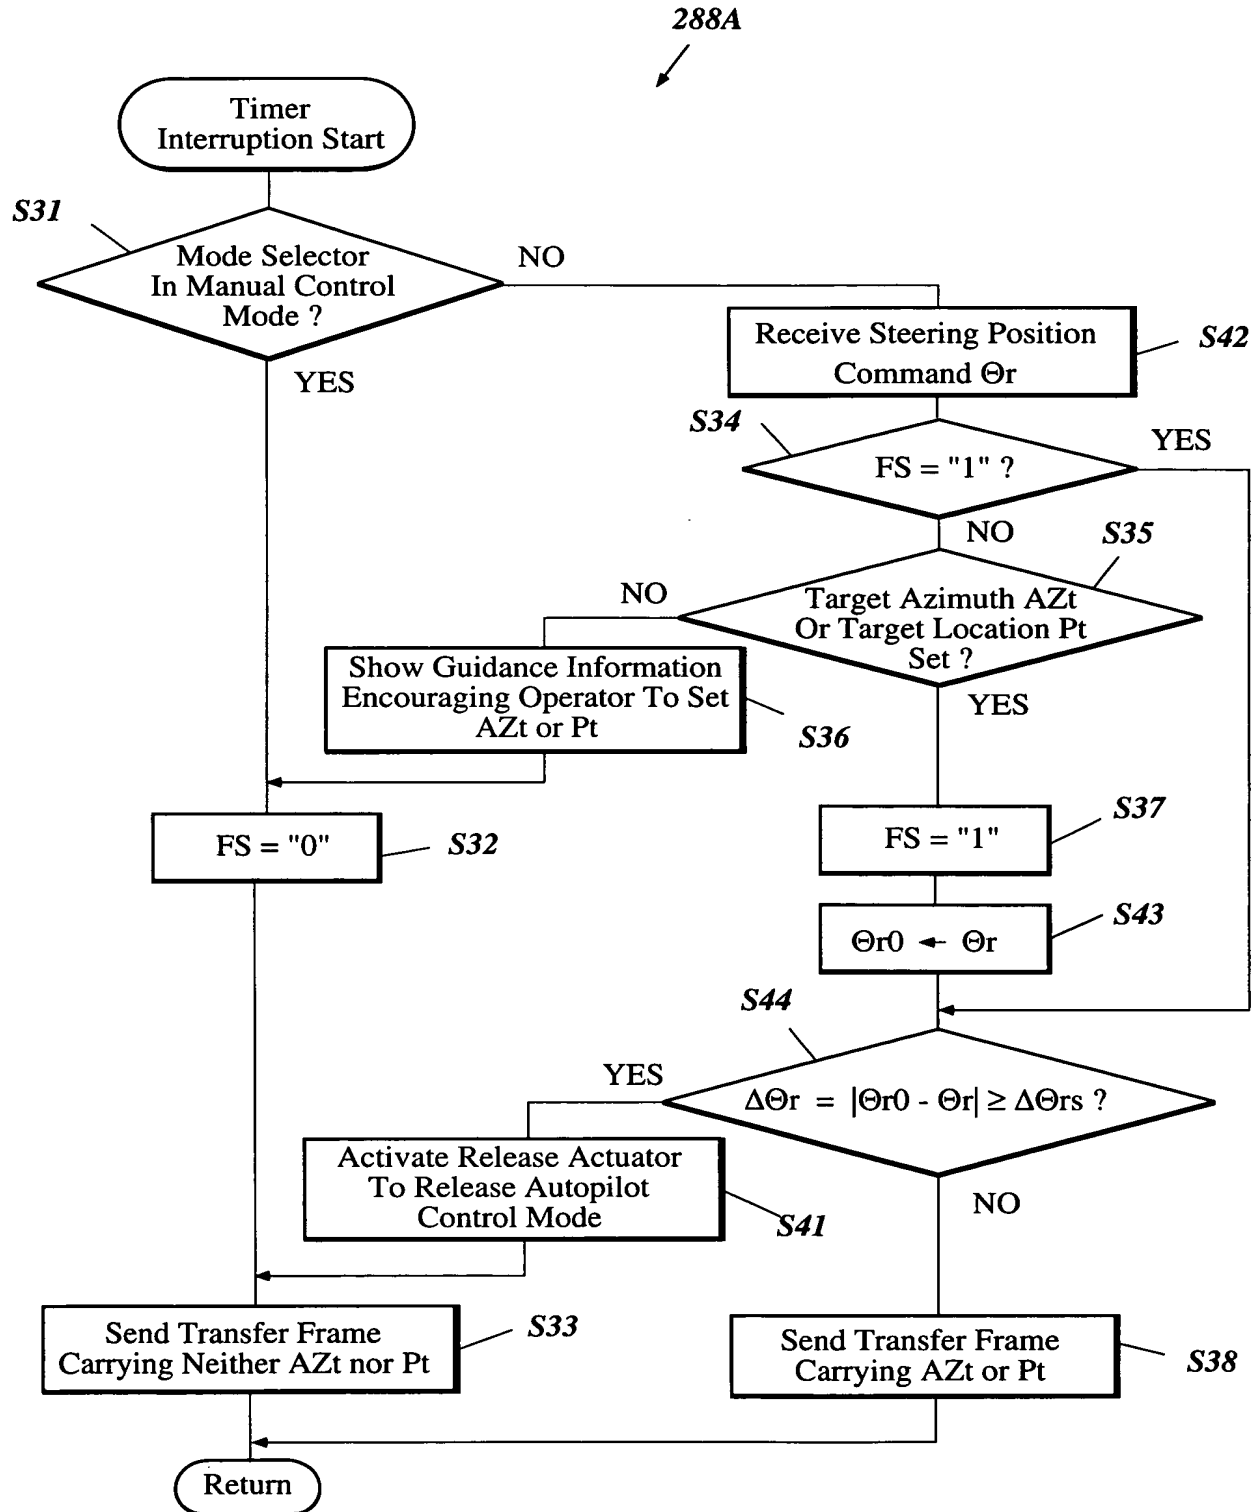 288A
Timer
Interruption Start
S31
Mode Selector
In Manual Control
Mode ?
NO
YES
Receive Steering Position
Command Θr
S42
S34
FS = "1" ?
YES
NO
S35
Target Azimuth AZt
Or Target Location Pt
Set ?
NO
YES
Show Guidance Information
Encouraging Operator To Set
AZt or Pt
S36
FS = "0"
S32
FS = "1"
S37
Θr0 ← Θr
S43
S44
ΔΘr = |Θr0 - Θr| ≥ ΔΘrs ?
YES
NO
Activate Release Actuator
To Release Autopilot
Control Mode
S41
Send Transfer Frame
Carrying Neither AZt nor Pt
S33
Send Transfer Frame
Carrying AZt or Pt
S38
Return